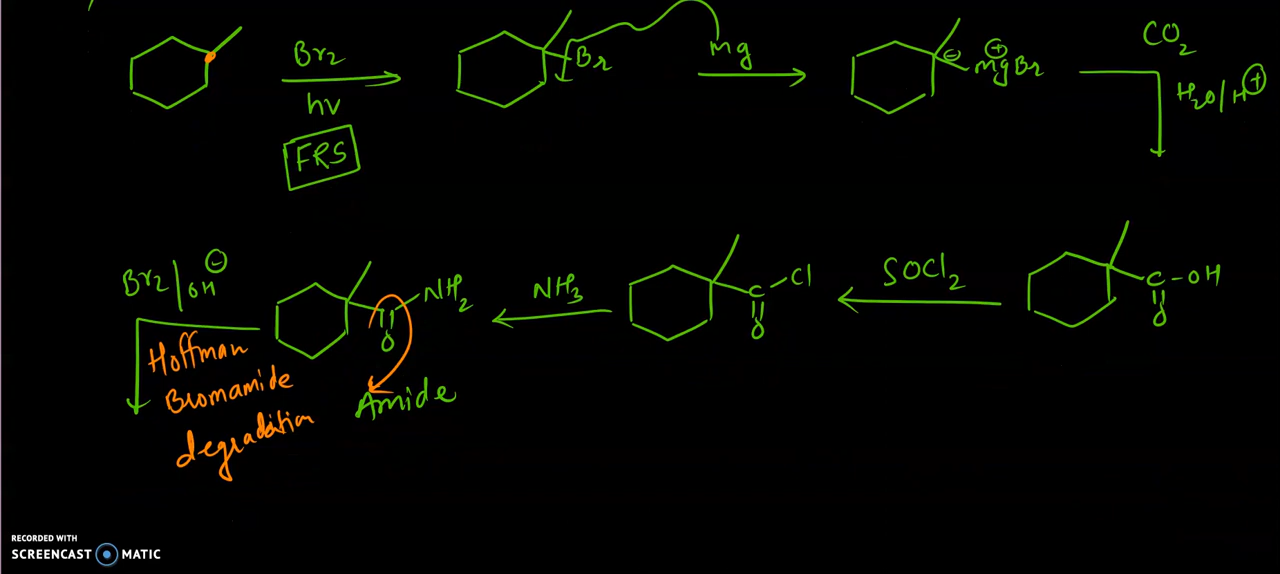 Br2
hν
FRS
Br
Mg
⊖ ⊕
MgBr
CO2
H2O/H⊕
C-OH
O
SOCl2
C-Cl
O
NH3
NH2
O
Amide
Br2/OH⊖
Hoffman
Bromamide
degradation
RECORDED WITH
SCREENCAST MATIC